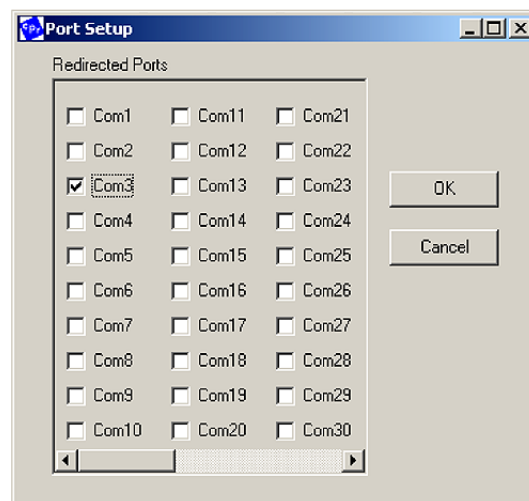 CPR Port Setup
Redirected Ports
Com1 Com11 Com21
Com2 Com12 Com22
Com3 Com13 Com23
Com4 Com14 Com24
Com5 Com15 Com25
Com6 Com16 Com26
Com7 Com17 Com27
Com8 Com18 Com28
Com9 Com19 Com29
Com10 Com20 Com30
OK
Cancel